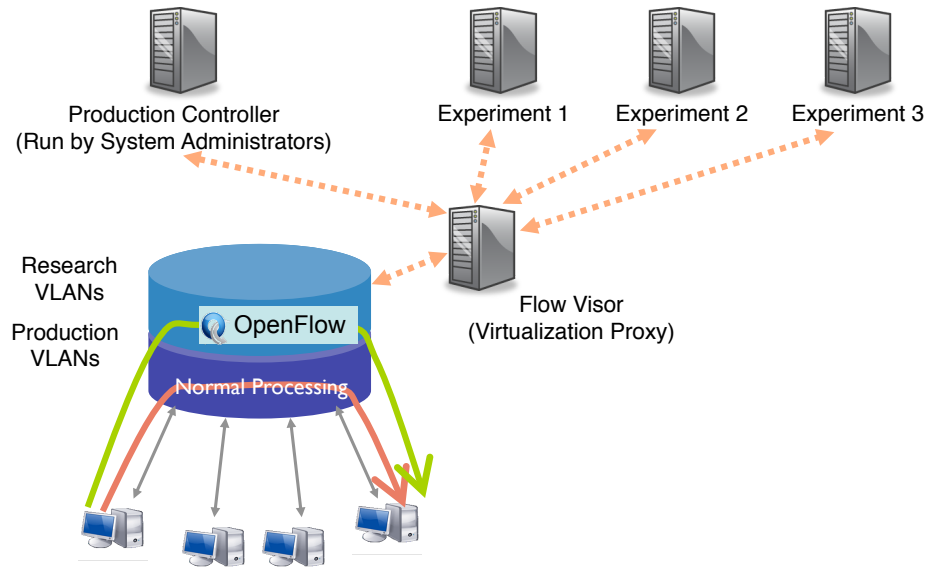 Production Controller
(Run by System Administrators)
Experiment 1
Experiment 2
Experiment 3
Research
VLANs
Flow Visor
(Virtualization Proxy)
OpenFlow
Production
VLANs
Normal Processing